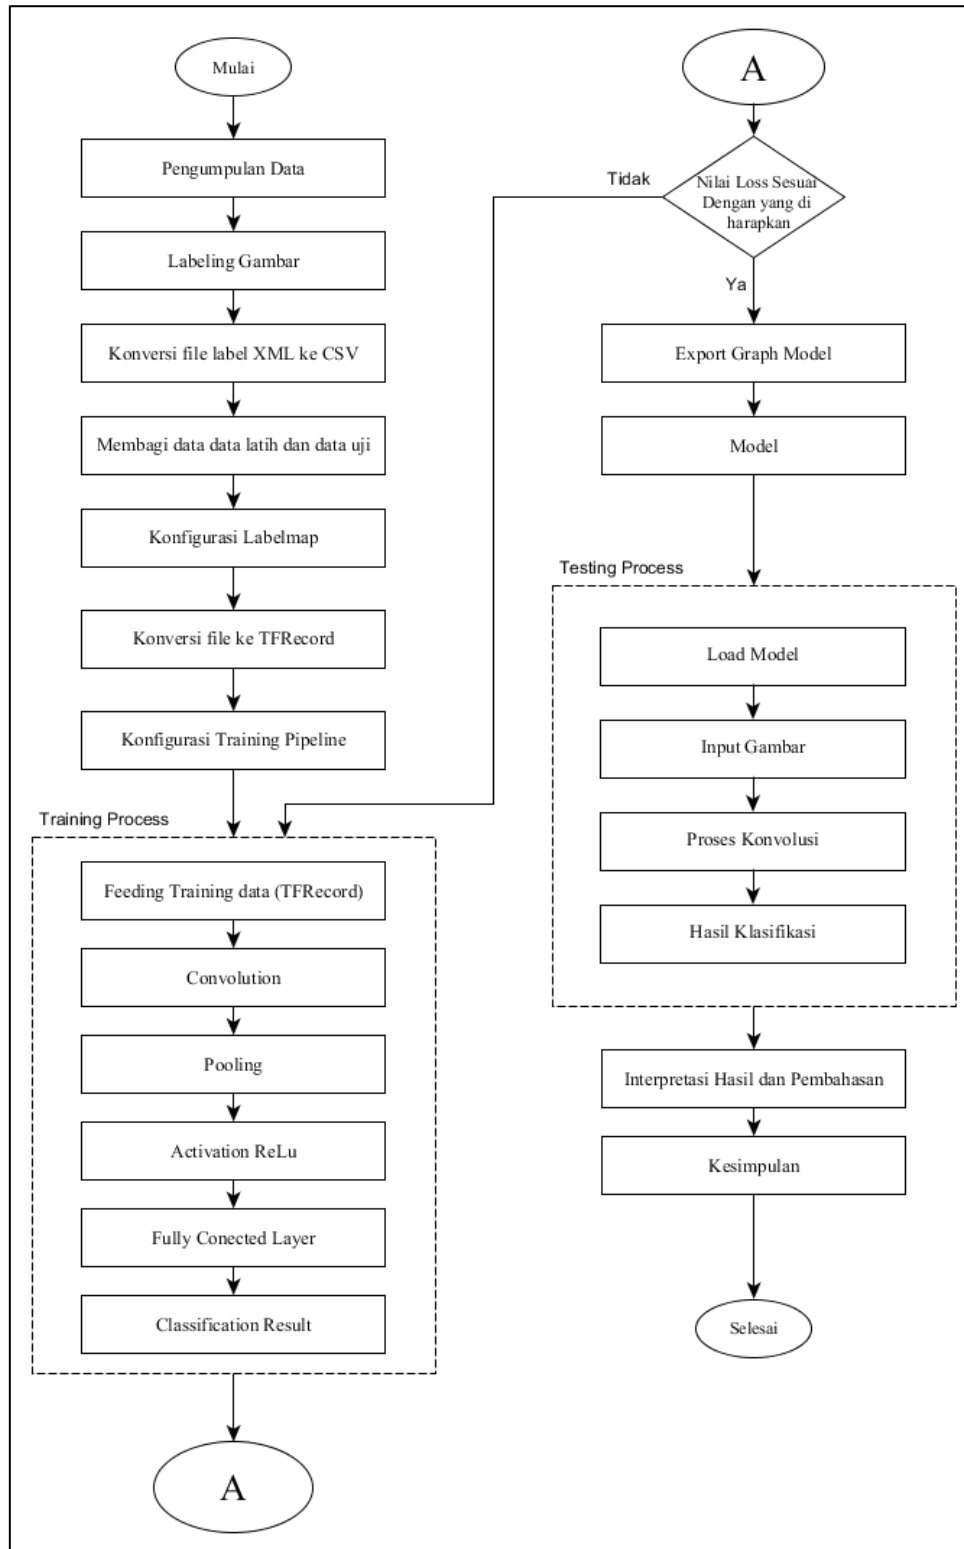 Mulai
Pengumpulan Data
Labeling Gambar
Konversi file label XML ke CSV
Membagi data data latih dan data uji
Konfigurasi Labelmap
Konversi file ke TFRecord
Konfigurasi Training Pipeline
Training Process
Feeding Training data (TFRecord)
Convolution
Pooling
Activation ReLu
Fully Conected Layer
Classification Result
A
A
Nilai Loss Sesuai
Dengan yang di
harapkan
Tidak
Ya
Export Graph Model
Model
Testing Process
Load Model
Input Gambar
Proses Konvolusi
Hasil Klasifikasi
Interpretasi Hasil dan Pembahasan
Kesimpulan
Selesai